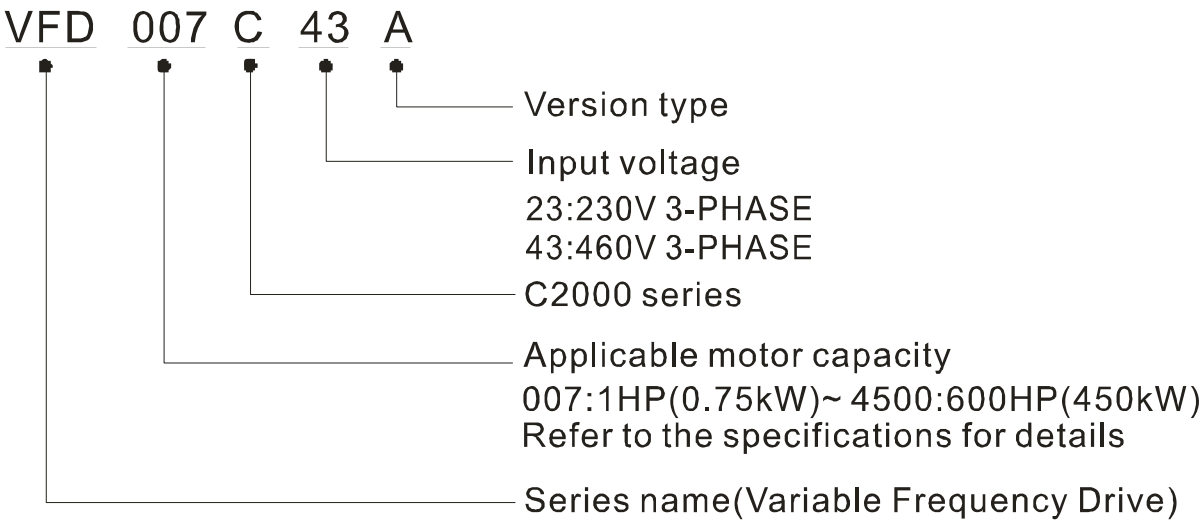 VFD 007 C 43 A
Version type
Input voltage
23:230V 3-PHASE
43:460V 3-PHASE
C2000 series
Applicable motor capacity
007:1HP(0.75kW)~ 4500:600HP(450kW)
Refer to the specifications for details
Series name(Variable Frequency Drive)